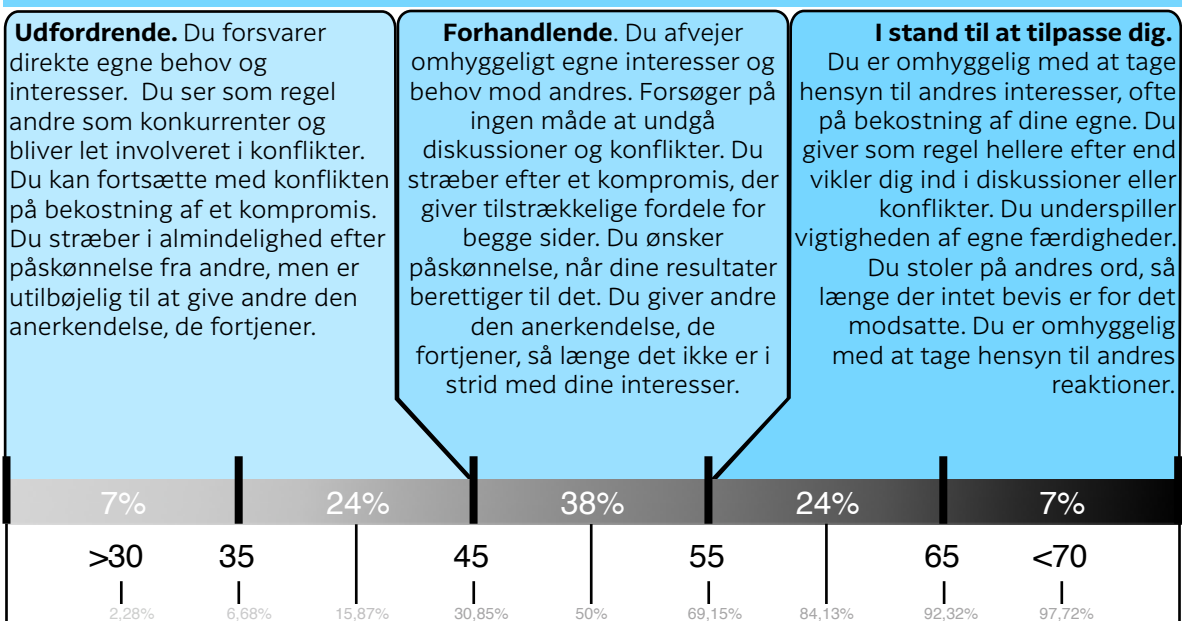 Udfordrende. Du forsvarer
direkte egne behov og
interesser. Du ser som regel
andre som konkurrenter og
bliver let involveret i konflikter.
Du kan fortsætte med konflikten
på bekostning af et kompromis.
Du stræber i almindelighed efter
påskønnelse fra andre, men er
utilbøjelig til at give andre den
anerkendelse, de fortjener.
Forhandlende. Du afvejer
omhyggeligt egne interesser og
behov mod andres. Forsøger på
ingen måde at undgå
diskussioner og konflikter. Du
stræber efter et kompromis, der
giver tilstrækkelige fordele for
begge sider. Du ønsker
påskønnelse, når dine resultater
berettiger til det. Du giver andre
den anerkendelse, de
fortjener, så længe det ikke er i
strid med dine interesser.
I stand til at tilpasse dig.
Du er omhyggelig med at tage
hensyn til andres interesser, ofte
på bekostning af dine egne. Du
giver som regel hellere efter end
vikler dig ind i diskussioner eller
konflikter. Du underspiller
vigtigheden af egne færdigheder.
Du stoler på andres ord, så
længe der intet bevis er for det
modsatte. Du er omhyggelig
med at tage hensyn til andres
reaktioner.
7% 24% 38% 24% 7%
>30 35 45 55 65 <70
2,28% 6,68% 15,87% 30,85% 50% 69,15% 84,13% 92,32% 97,72%